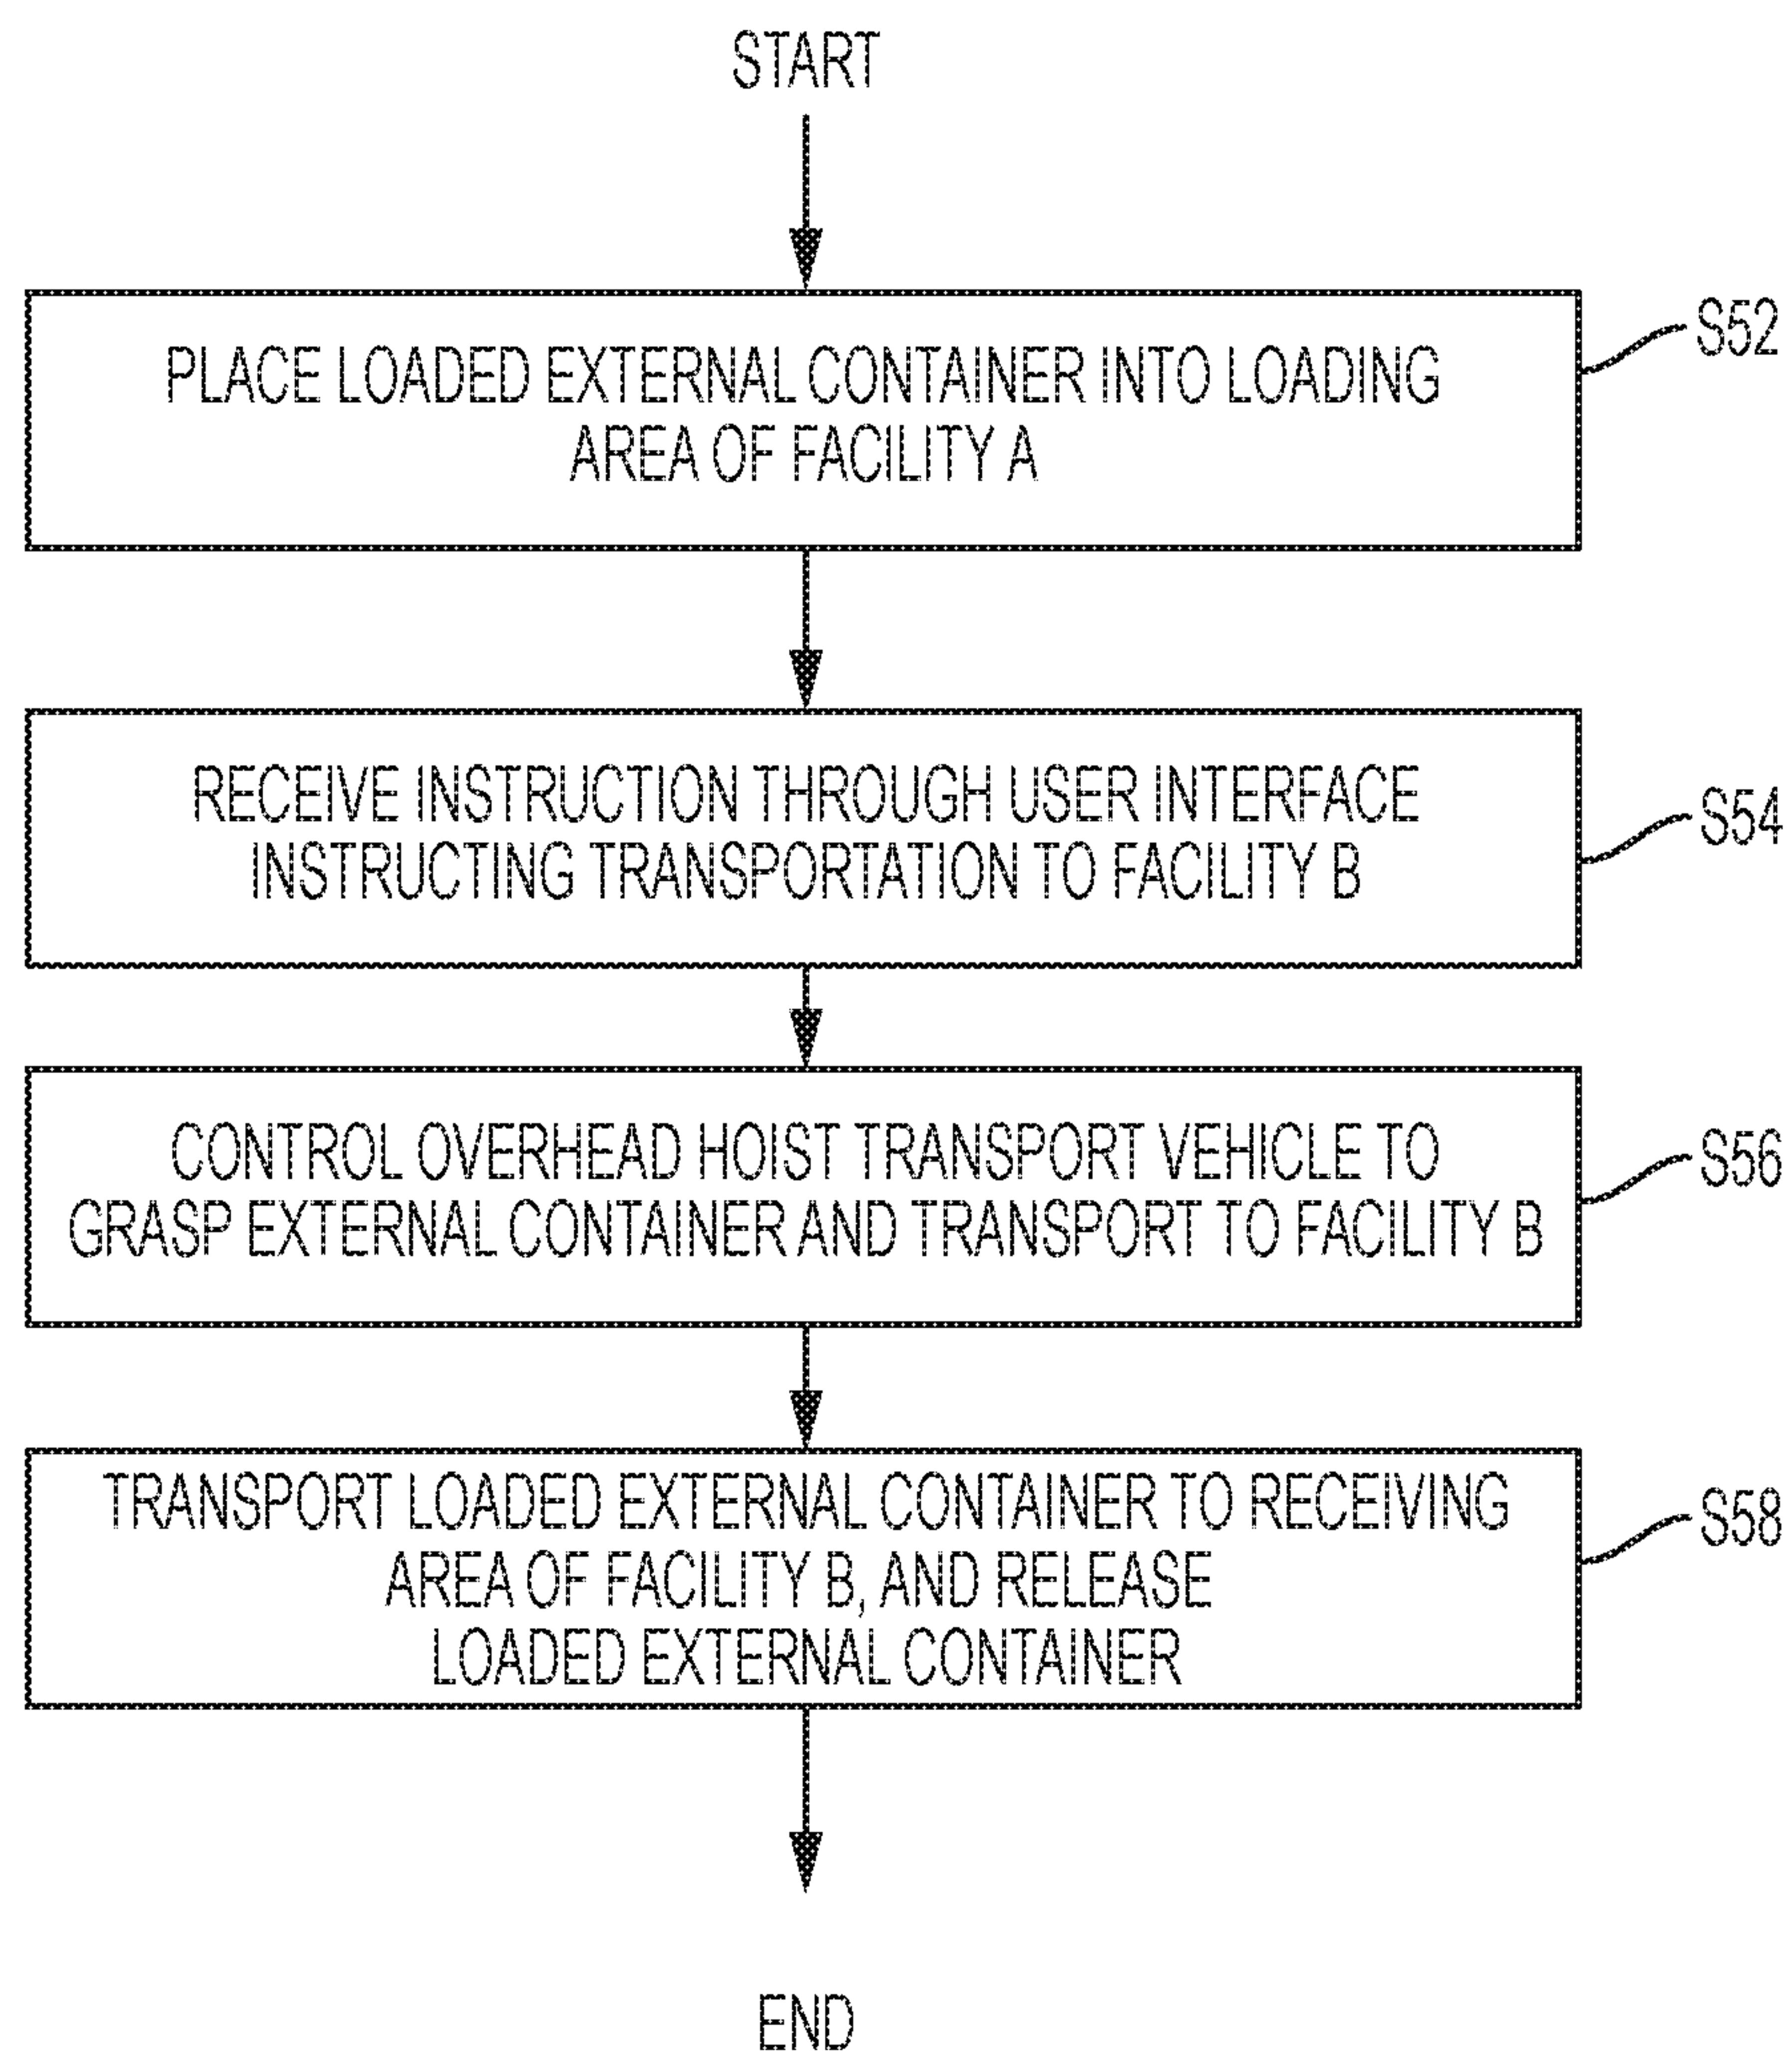 START
PLACE LOADED EXTERNAL CONTAINER INTO LOADING
AREA OF FACILITY A
S52
RECEIVE INSTRUCTION THROUGH USER INTERFACE
INSTRUCTING TRANSPORTATION TO FACILITY B
S54
CONTROL OVERHEAD HOIST TRANSPORT VEHICLE TO
GRASP EXTERNAL CONTAINER AND TRANSPORT TO FACILITY B
S56
TRANSPORT LOADED EXTERNAL CONTAINER TO RECEIVING
AREA OF FACILITY B, AND RELEASE
LOADED EXTERNAL CONTAINER
S58
END